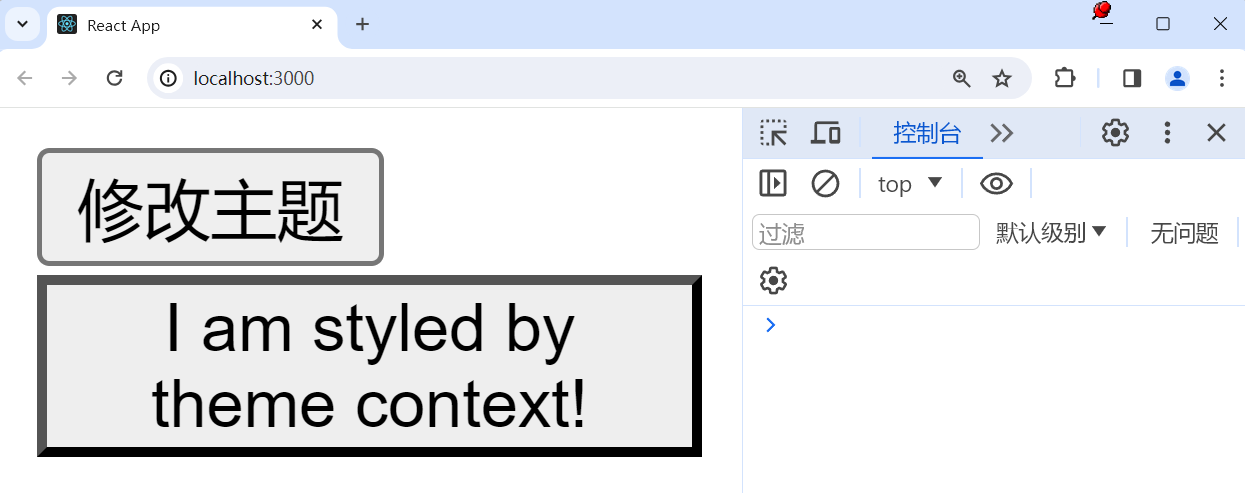 React App
localhost:3000
修改主题
I am styled by
theme context!
控制台
top
过滤
默认级别
无问题